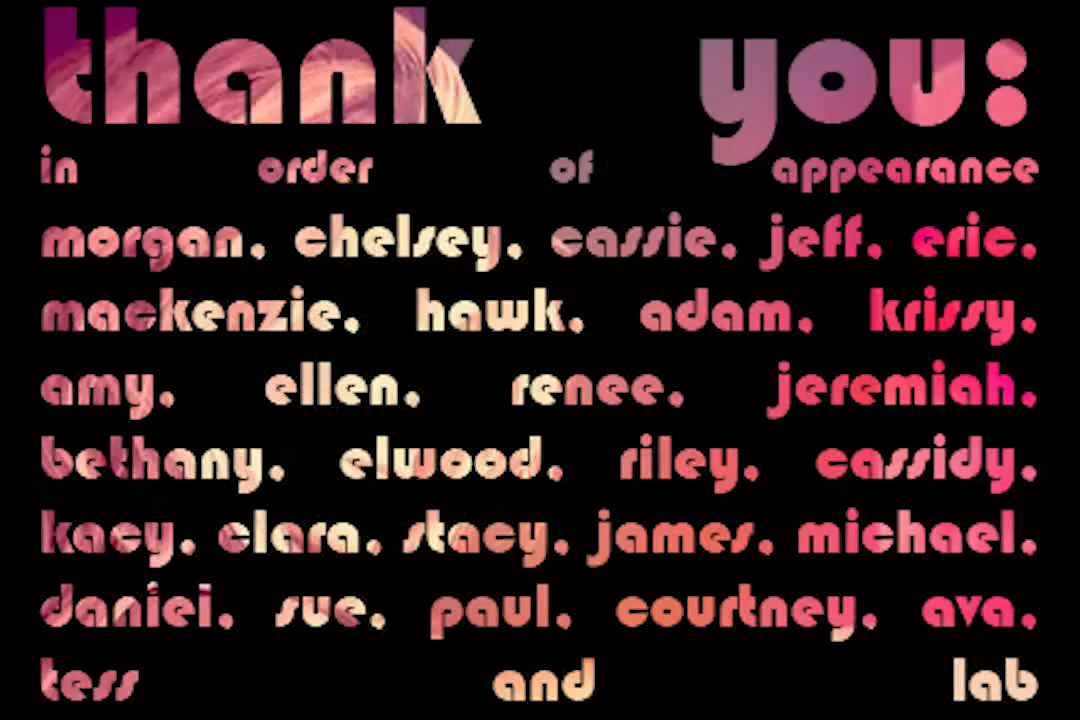 thank you:
in order of appearance
morgan, chelsey, cassie, jeff, eric,
mackenzie, hawk, adam, krissy,
amy, ellen, renee, jeremiah,
bethany, elwood, riley, cassidy,
kacy, clara, stacy, james, michael,
daniei, sue, paul, courtney, ava,
tess and lab